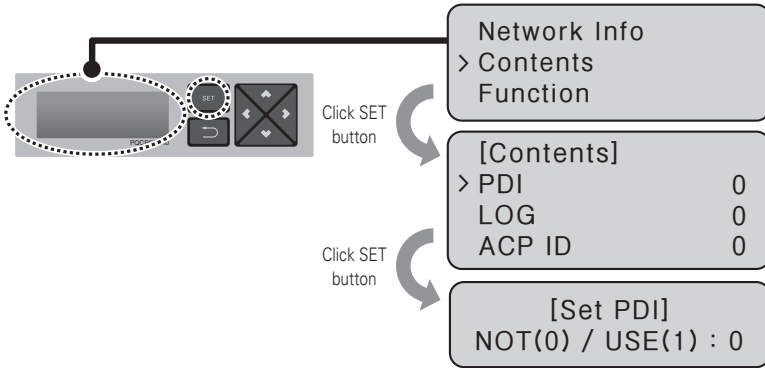 Network Info
> Contents
Function
SET
Click SET
button
[Contents]
> PDI 0
LOG 0
ACP ID 0
Click SET
button
[Set PDI]
NOT(0) / USE(1) : 0